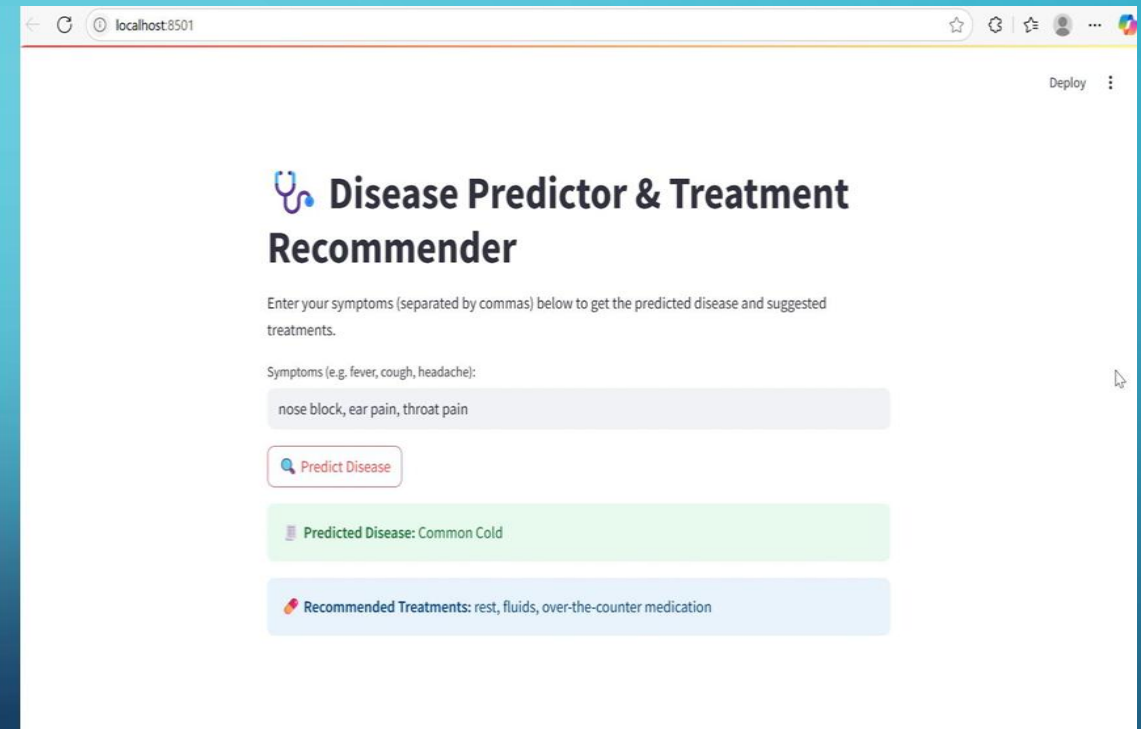 localhost:8501
Deploy
Disease Predictor & Treatment
Recommender
Enter your symptoms (separated by commas) below to get the predicted disease and suggested
treatments.
Symptoms (e.g. fever, cough, headache):
nose block, ear pain, throat pain
Predict Disease
Predicted Disease: Common Cold
Recommended Treatments: rest, fluids, over-the-counter medication